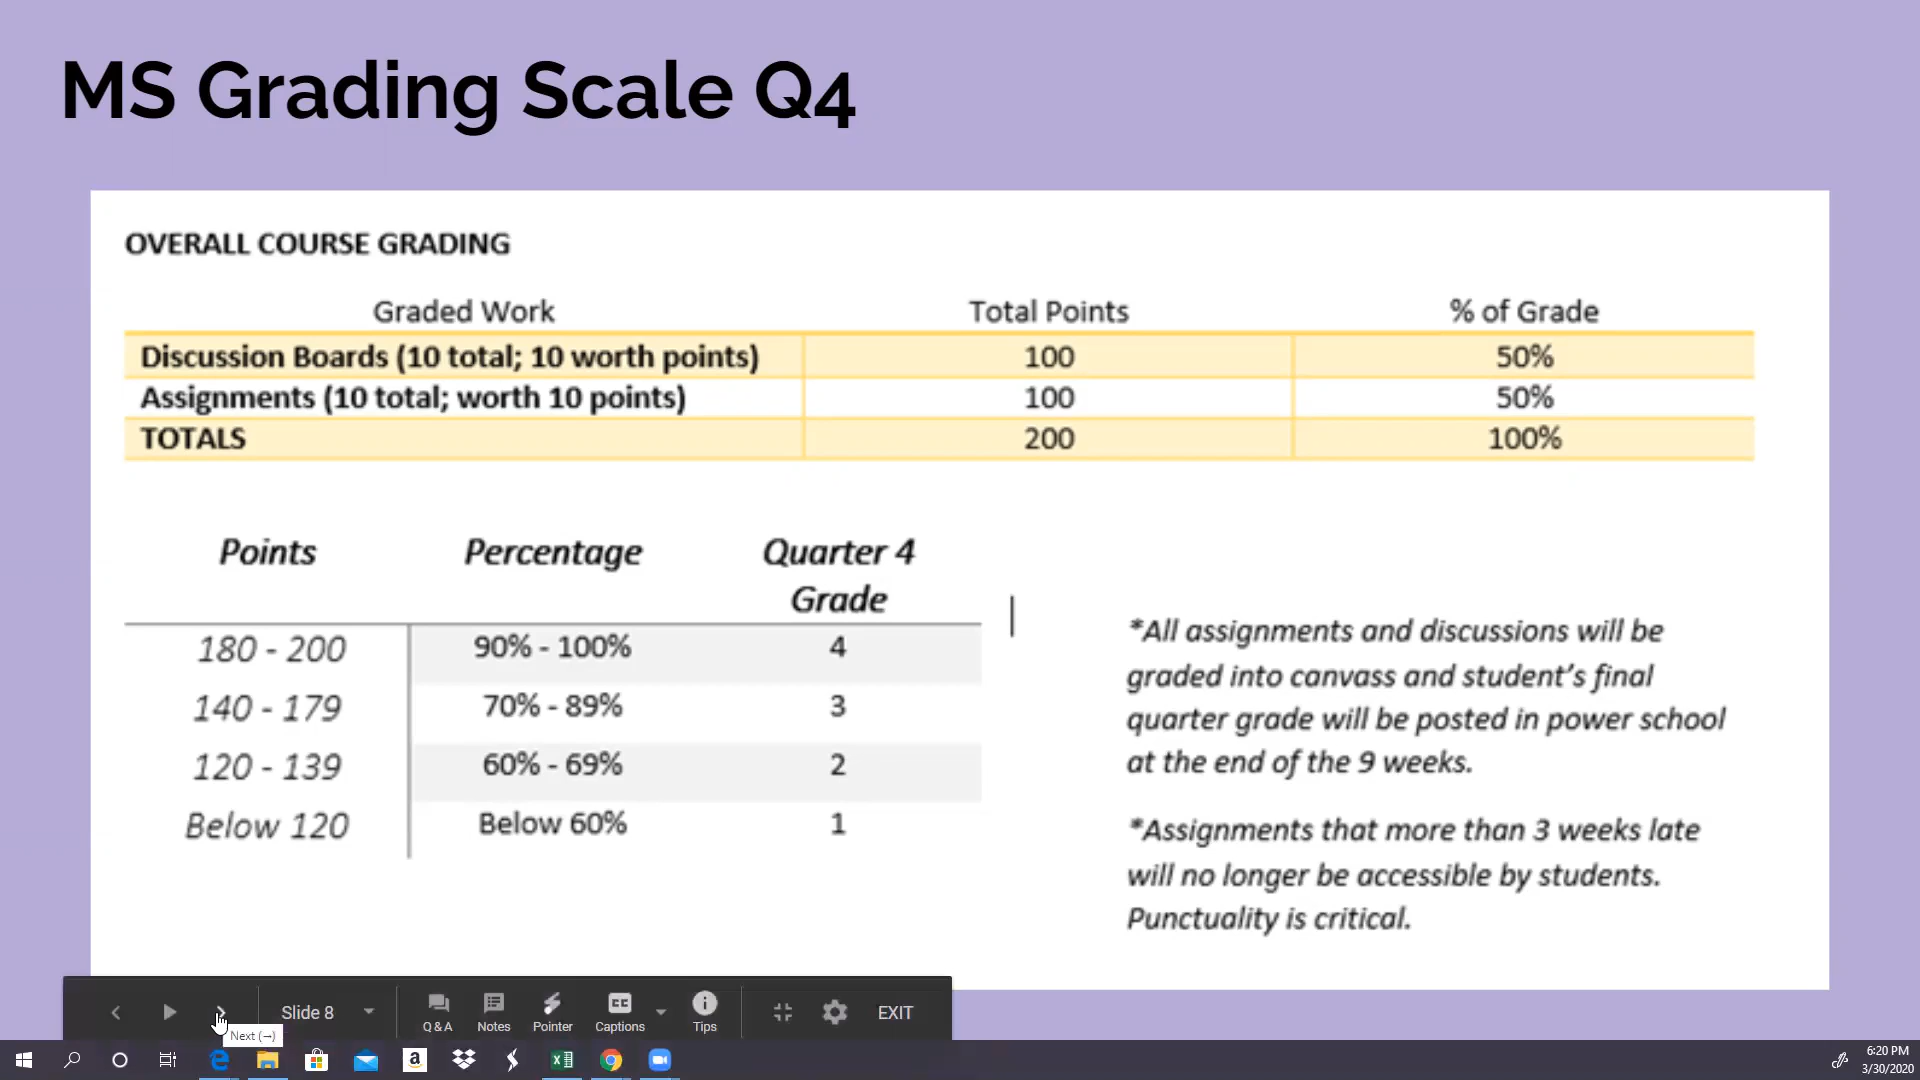 MS Grading Scale Q4
OVERALL COURSE GRADING
Graded Work Total Points % of Grade
Discussion Boards (10 total; 10 worth points) 100 50%
Assignments (10 total; worth 10 points) 100 50%
TOTALS 200 100%
Points Percentage Quarter 4
Grade
180 - 200 90% - 100% 4
140 - 179 70% - 89% 3
120 - 139 60% - 69% 2
Below 120 Below 60% 1
*All assignments and discussions will be
graded into canvass and student's final
quarter grade will be posted in power school
at the end of the 9 weeks.
*Assignments that more than 3 weeks late
will no longer be accessible by students.
Punctuality is critical.
Slide 8 Q & A Notes Pointer CC Captions Tips EXIT
Next (→)
6:20 PM
3/30/2020